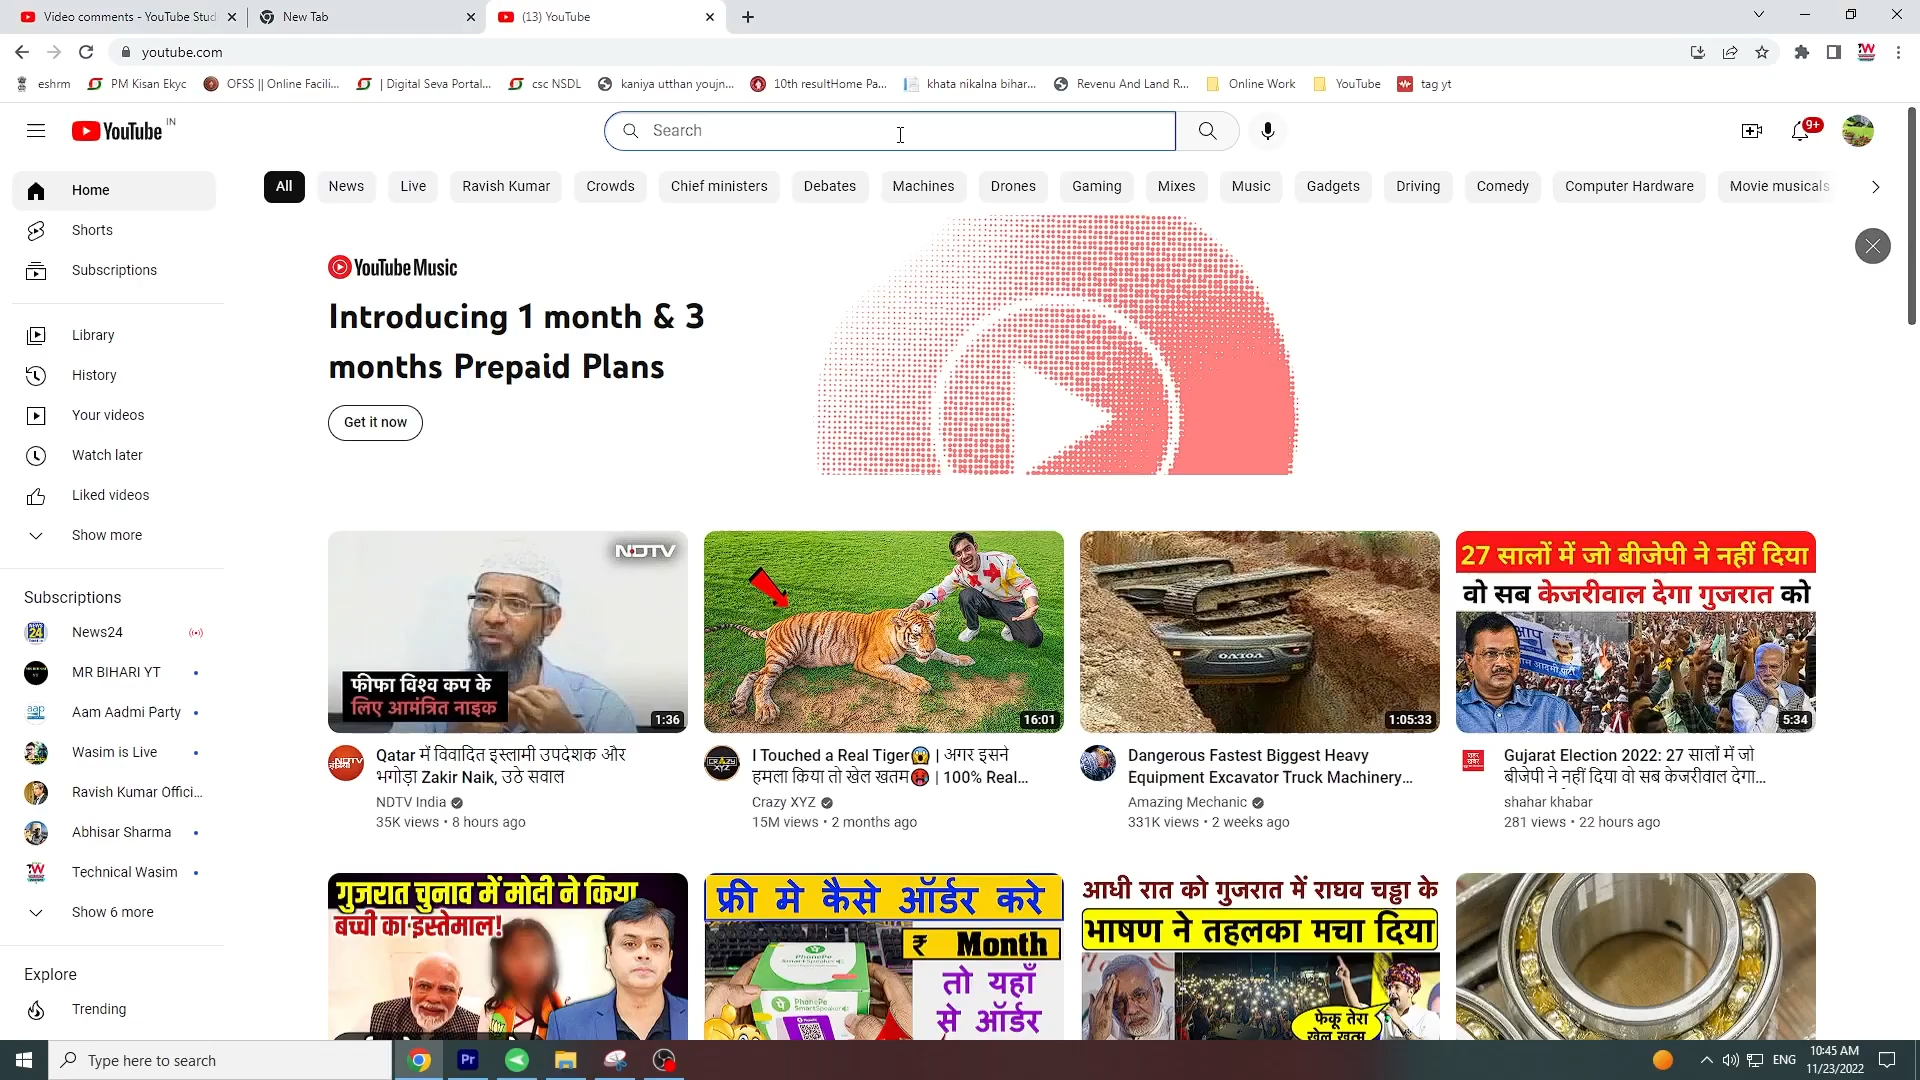 Video comments - YouTube Stud
New Tab
(13) YouTube
youtube.com
eshrm
PM Kisan Ekyc
OFSS || Online Facili...
| Digital Seva Portal...
csc NSDL
kaniya utthan youjn...
10th resultHome Pa...
khata nikalna bihar...
Revenu And Land R...
Online Work
YouTube
tag yt
YouTube IN
Search
9+
Home
Shorts
Subscriptions
Library
History
Your videos
Watch later
Liked videos
Show more
Subscriptions
News24
MR BIHARI YT
Aam Aadmi Party
Wasim is Live
Ravish Kumar Offici...
Abhisar Sharma
Technical Wasim
Show 6 more
Explore
Trending
All
News
Live
Ravish Kumar
Crowds
Chief ministers
Debates
Machines
Drones
Gaming
Mixes
Music
Gadgets
Driving
Comedy
Computer Hardware
Movie musicals
YouTube Music
Introducing 1 month & 3
months Prepaid Plans
Get it now
NDTV
फीफा विश्व कप के
लिए आमंत्रित नाइक
1:36
Qatar में विवादित इस्लामी उपदेशक और
भगोड़ा Zakir Naik, उठे सवाल
NDTV India
35K views • 8 hours ago
16:01
I Touched a Real Tiger😱 | अगर इसने
हमला किया तो खेल खतम🥵 | 100% Real...
Crazy XYZ
15M views • 2 months ago
1:05:33
Dangerous Fastest Biggest Heavy
Equipment Excavator Truck Machinery...
Amazing Mechanic
331K views • 2 weeks ago
27 सालों में जो बीजेपी ने नहीं दिया
वो सब केजरीवाल देगा गुजरात को
5:34
Gujarat Election 2022: 27 सालों में जो
बीजेपी ने नहीं दिया वो सब केजरीवाल देगा...
shahar khabar
281 views • 22 hours ago
गुजरात चुनाव में मोदी ने किया
बच्ची का इस्तेमाल!
फ्री मे कैसे ऑर्डर करे
₹ Month
PhonePe
SmartSpeaker
तो यहाँ
से ऑर्डर
आधी रात को गुजरात में राघव चड्ढा के
भाषण ने तहलका मचा दिया
फेकू तेरा
खेल खत्म
Type here to search
Pr
ENG
10:45 AM
11/23/2022